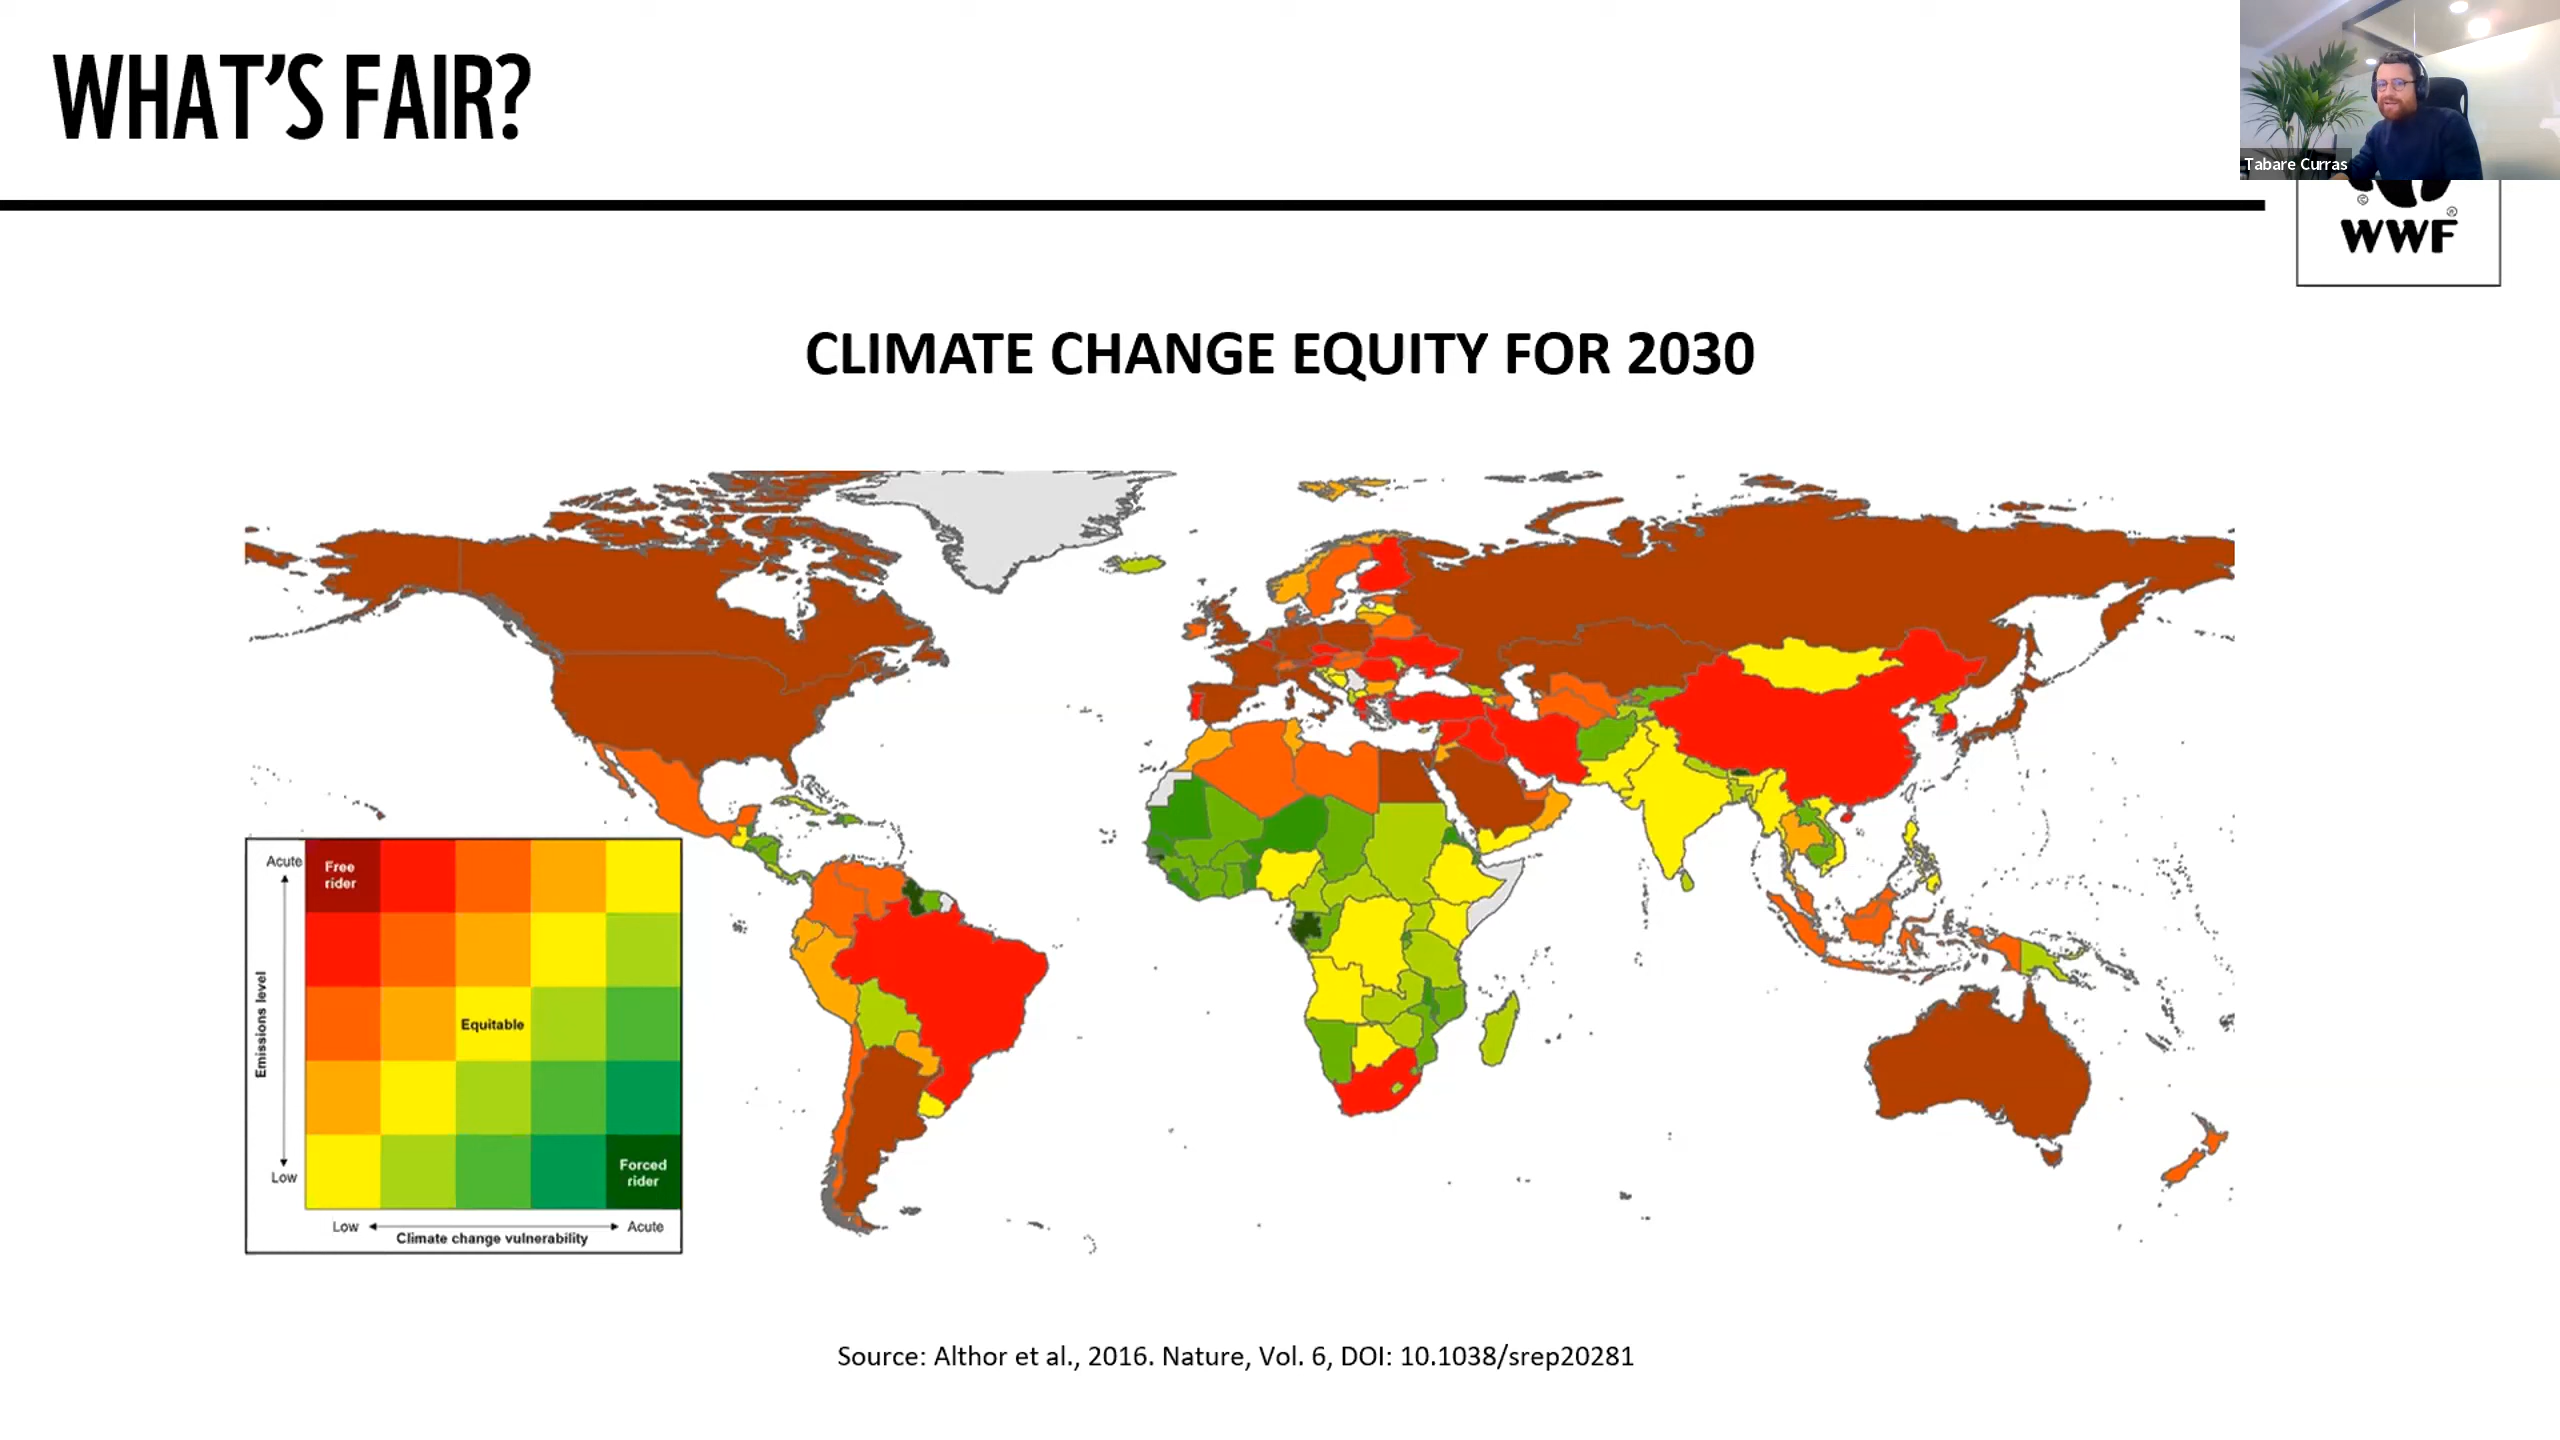 WHAT'S FAIR?
Tabare Curras
© ®
WWF
CLIMATE CHANGE EQUITY FOR 2030
Acute
Free
rider
Equitable
Emissions level
Forced
rider
Low
Low
Acute
Climate change vulnerability
Source: Althor et al., 2016. Nature, Vol. 6, DOI: 10.1038/srep20281